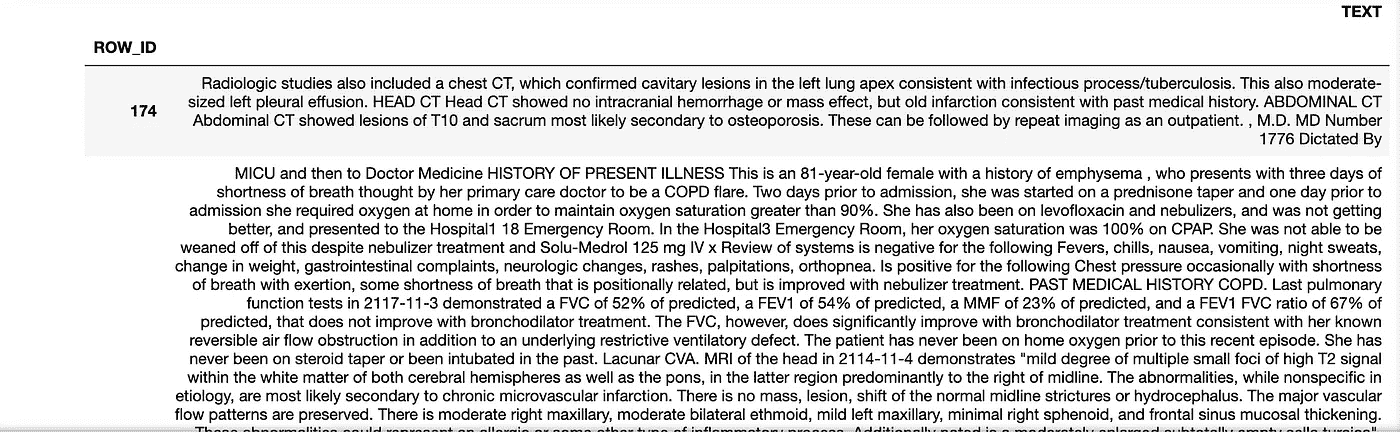 TEXT
ROW_ID
Radiologic studies also included a chest CT, which confirmed cavitary lesions in the left lung apex consistent with infectious process/tuberculosis. This also moderate-
sized left pleural effusion. HEAD CT Head CT showed no intracranial hemorrhage or mass effect, but old infarction consistent with past medical history. ABDOMINAL CT
174
Abdominal CT showed lesions of T10 and sacrum most likely secondary to osteoporosis. These can be followed by repeat imaging as an outpatient. , M.D. MD Number
1776 Dictated By
MICU and then to Doctor Medicine HISTORY OF PRESENT ILLNESS This is an 81-year-old female with a history of emphysema , who presents with three days of
shortness of breath thought by her primary care doctor to be a COPD flare. Two days prior to admission, she was started on a prednisone taper and one day prior to
admission she required oxygen at home in order to maintain oxygen saturation greater than 90%. She has also been on levofloxacin and nebulizers, and was not getting
better, and presented to the Hospital1 18 Emergency Room. In the Hospital3 Emergency Room, her oxygen saturation was 100% on CPAP. She was not able to be
weaned off of this despite nebulizer treatment and Solu-Medrol 125 mg IV x Review of systems is negative for the following Fevers, chills, nausea, vomiting, night sweats,
change in weight, gastrointestinal complaints, neurologic changes, rashes, palpitations, orthopnea. Is positive for the following Chest pressure occasionally with shortness
of breath with exertion, some shortness of breath that is positionally related, but is improved with nebulizer treatment. PAST MEDICAL HISTORY COPD. Last pulmonary
function tests in 2117-11-3 demonstrated a FVC of 52% of predicted, a FEV1 of 54% of predicted, a MMF of 23% of predicted, and a FEV1 FVC ratio of 67% of
predicted, that does not improve with bronchodilator treatment. The FVC, however, does significantly improve with bronchodilator treatment consistent with her known
reversible air flow obstruction in addition to an underlying restrictive ventilatory defect. The patient has never been on home oxygen prior to this recent episode. She has
never been on steroid taper or been intubated in the past. Lacunar CVA. MRI of the head in 2114-11-4 demonstrates "mild degree of multiple small foci of high T2 signal
within the white matter of both cerebral hemispheres as well as the pons, in the latter region predominantly to the right of midline. The abnormalities, while nonspecific in
etiology, are most likely secondary to chronic microvascular infarction. There is no mass, lesion, shift of the normal midline strictures or hydrocephalus. The major vascular
flow patterns are preserved. There is moderate right maxillary, moderate bilateral ethmoid, mild left maxillary, minimal right sphenoid, and frontal sinus mucosal thickening.